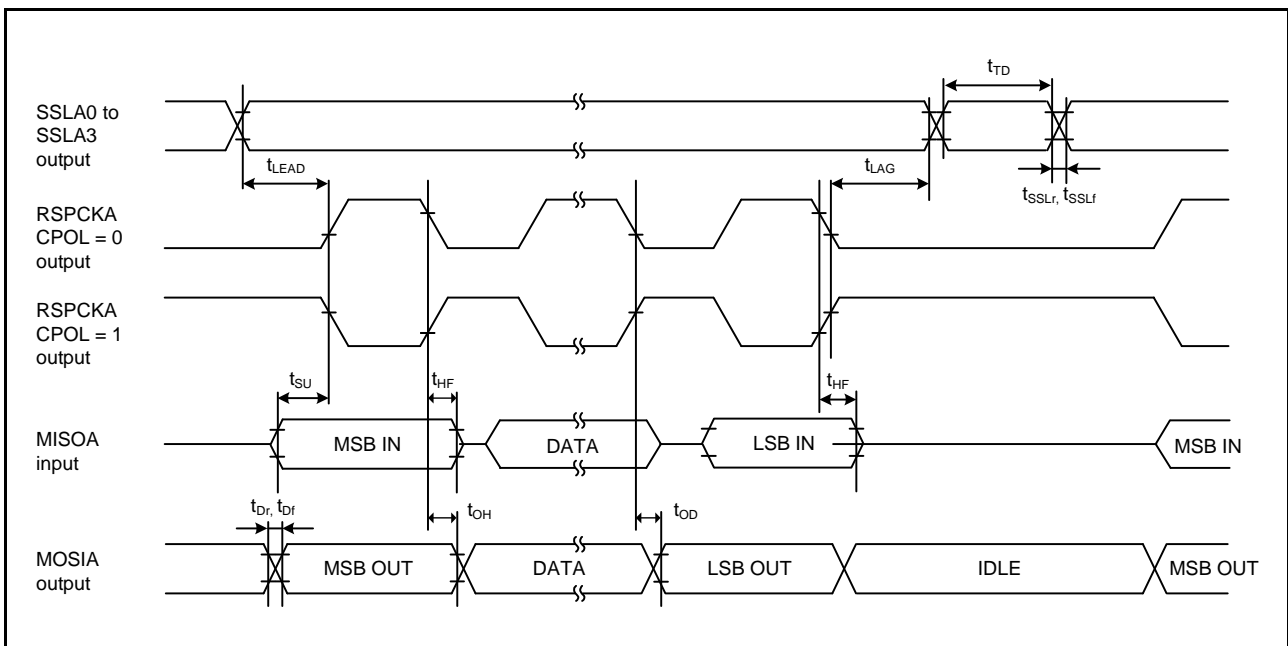 tTD
SSLA0 to
SSLA3
output
tLEAD
tLAG
tSSLr, tSSLf
RSPCKA
CPOL = 0
output
RSPCKA
CPOL = 1
output
tSU
tHF
tHF
MISOA
input
MSB IN
DATA
LSB IN
MSB IN
tDr, tDf
tOH
tOD
MOSIA
output
MSB OUT
DATA
LSB OUT
IDLE
MSB OUT